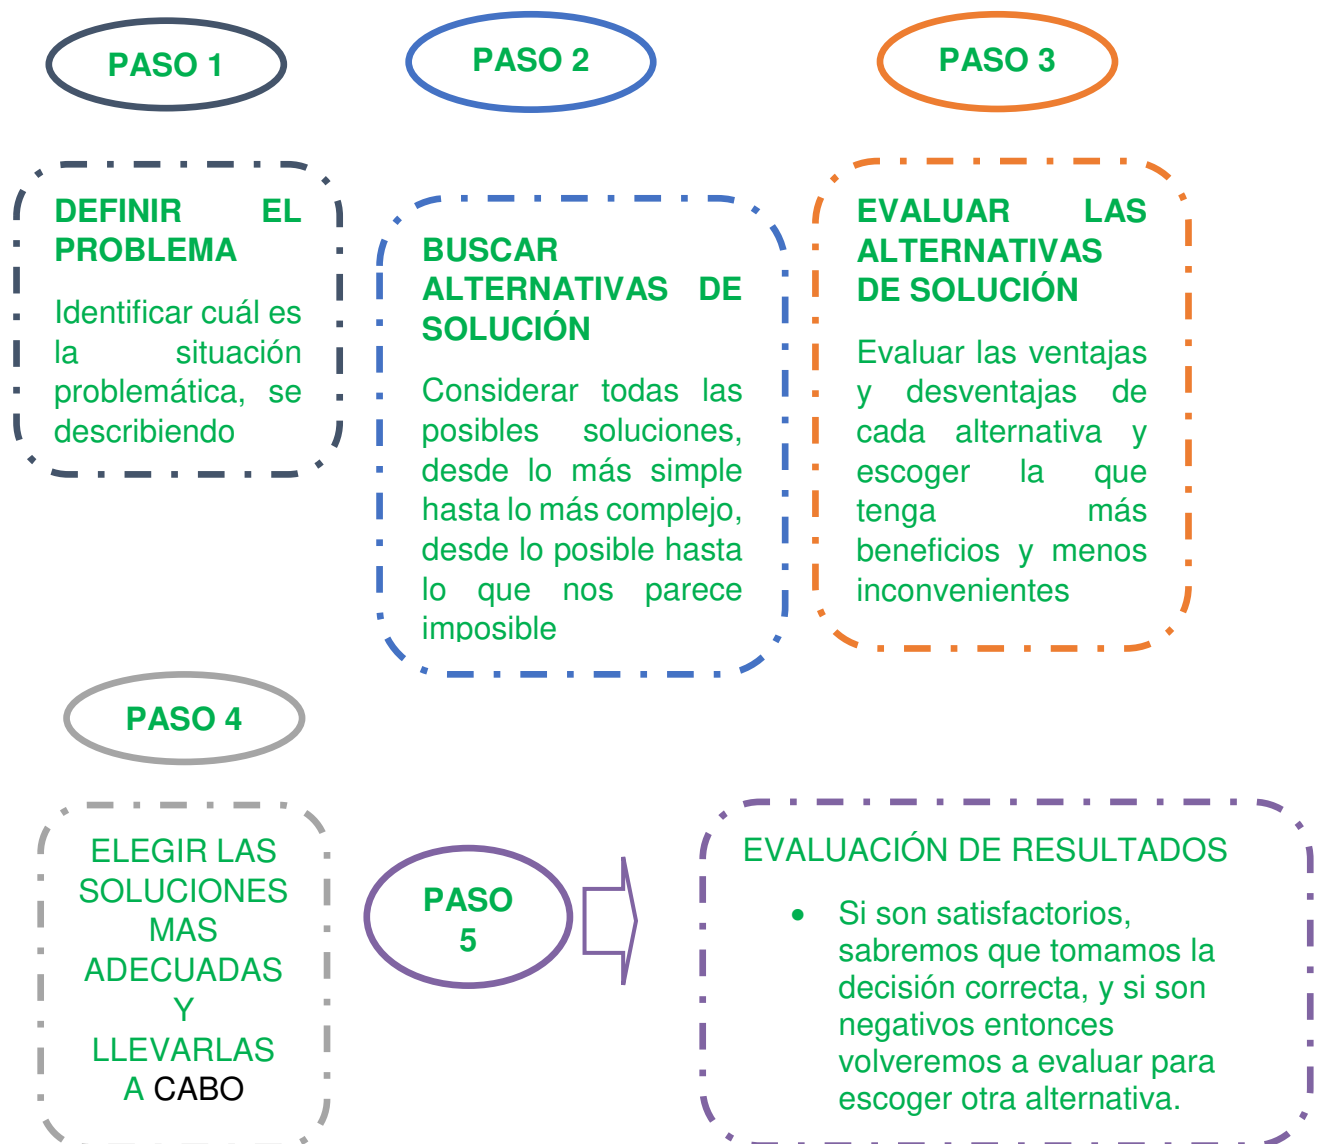 PASO 1
DEFINIR EL
PROBLEMA
Identificar cuál es
la situación
problemática, se
describiendo
PASO 2
BUSCAR
ALTERNATIVAS DE
SOLUCIÓN
Considerar todas las
posibles soluciones,
desde lo más simple
hasta lo más complejo,
desde lo posible hasta
lo que nos parece
imposible
PASO 3
EVALUAR LAS
ALTERNATIVAS
DE SOLUCIÓN
Evaluar las ventajas
y desventajas de
cada alternativa y
escoger la que
tenga más
beneficios y menos
inconvenientes
PASO 4
ELEGIR LAS
SOLUCIONES
MAS
ADECUADAS
Y
LLEVARLAS
A CABO
PASO
5
EVALUACIÓN DE RESULTADOS
• Si son satisfactorios,
sabremos que tomamos la
decisión correcta, y si son
negativos entonces
volveremos a evaluar para
escoger otra alternativa.